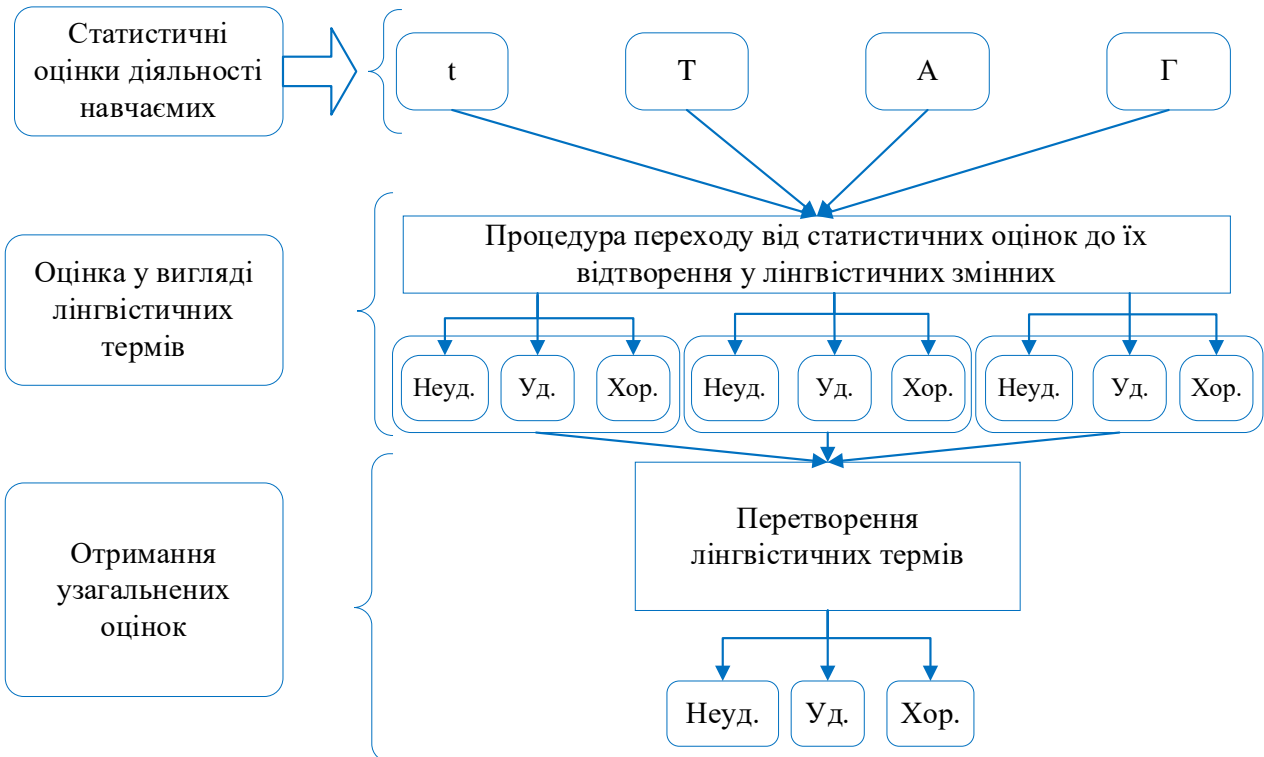 Статистичні
оцінки діяльності
навчаємих
t
Т
А
Г
Оцінка у вигляді
лінгвістичних
термів
Процедура переходу від статистичних оцінок до їх
відтворення у лінгвістичних змінних
Неуд.
Уд.
Хор.
Неуд.
Уд.
Хор.
Неуд.
Уд.
Хор.
Отримання
узагальнених
оцінок
Перетворення
лінгвістичних термів
Неуд.
Уд.
Хор.